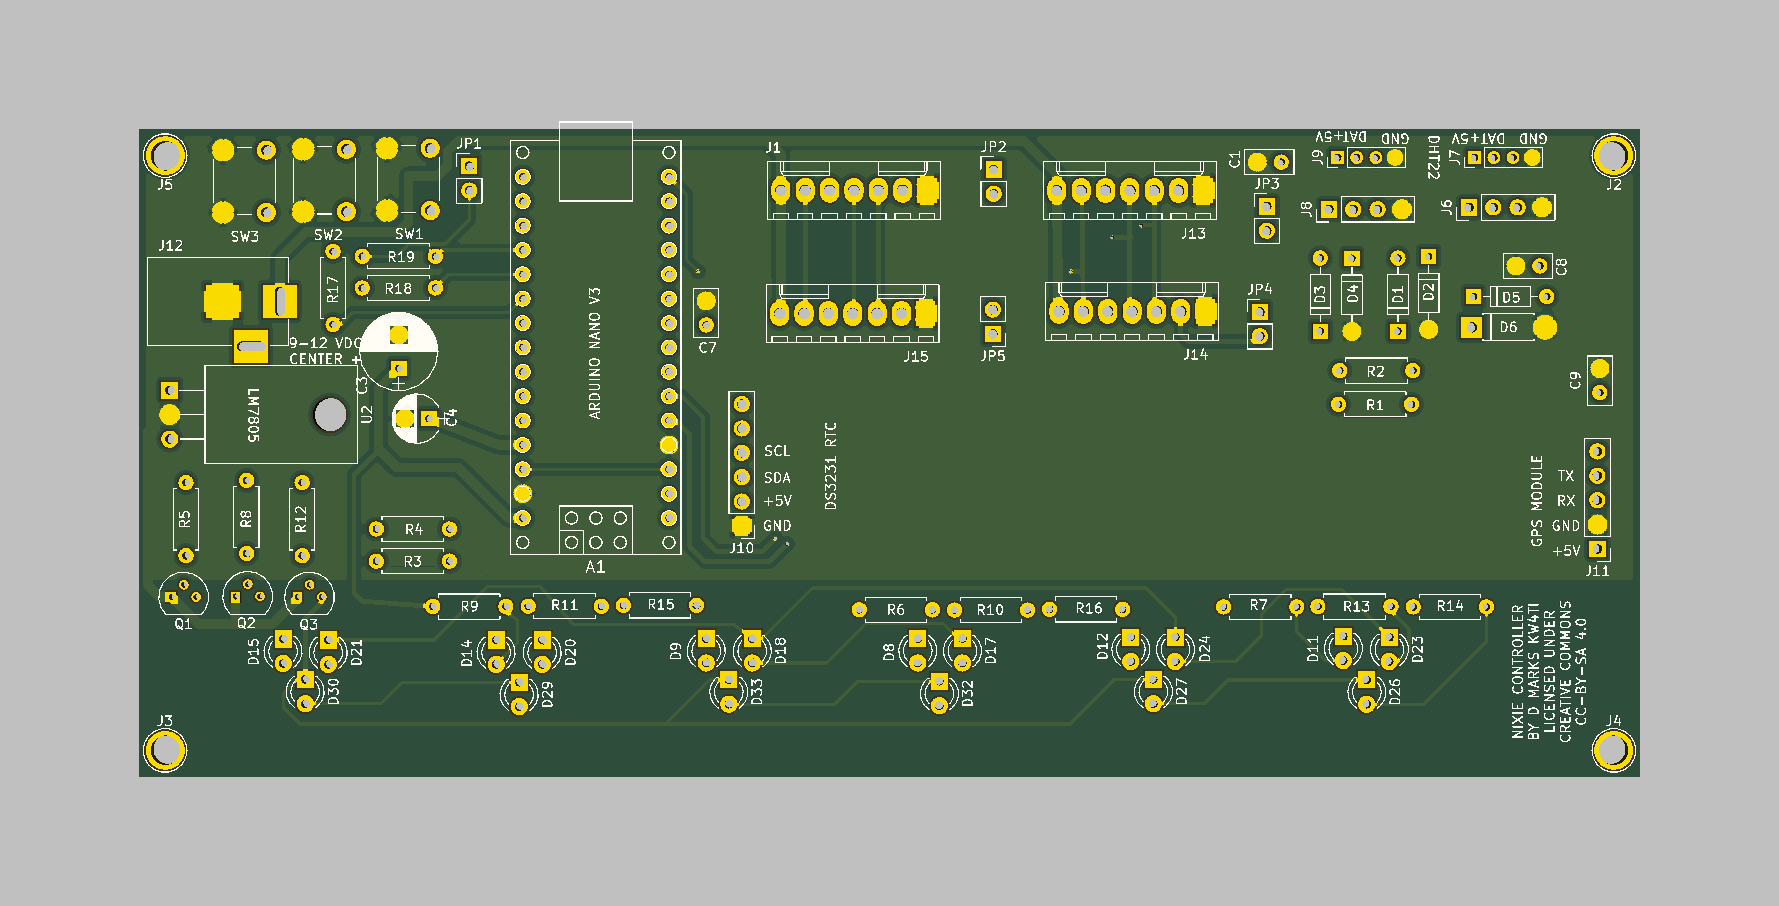 J5
SW3
SW2
SW1
JP1
J12
R19
R18
R17
9-12 VDC
CENTER +
C3
+
LM7805
U2
C4
ARDUINO NANO V3
A1
J1
JP2
C7
J15
JP5
J13
J14
C1
JP3
JP4
J9
DAT+5V
GND
DHT22
J7
DAT+5V
GND
J2
J8
J6
D3
D4
D1
D2
C8
D5
D6
R2
R1
C9
SCL
SDA
+5V
GND
J10
DS3231 RTC
GPS MODULE
TX
RX
GND
+5V
J11
R5
R8
R12
R4
R3
Q1
Q2
Q3
R9
R11
R15
R6
R10
R16
R7
R13
R14
D21
D30
D14
D20
D29
D9
D18
D33
D8
D17
D32
D12
D24
D27
D11
D23
D26
NIXIE CONTROLLER
BY D MARKS KW4TI
LICENSED UNDER
CREATIVE COMMONS
CC-BY-SA 4.0
J3
J4